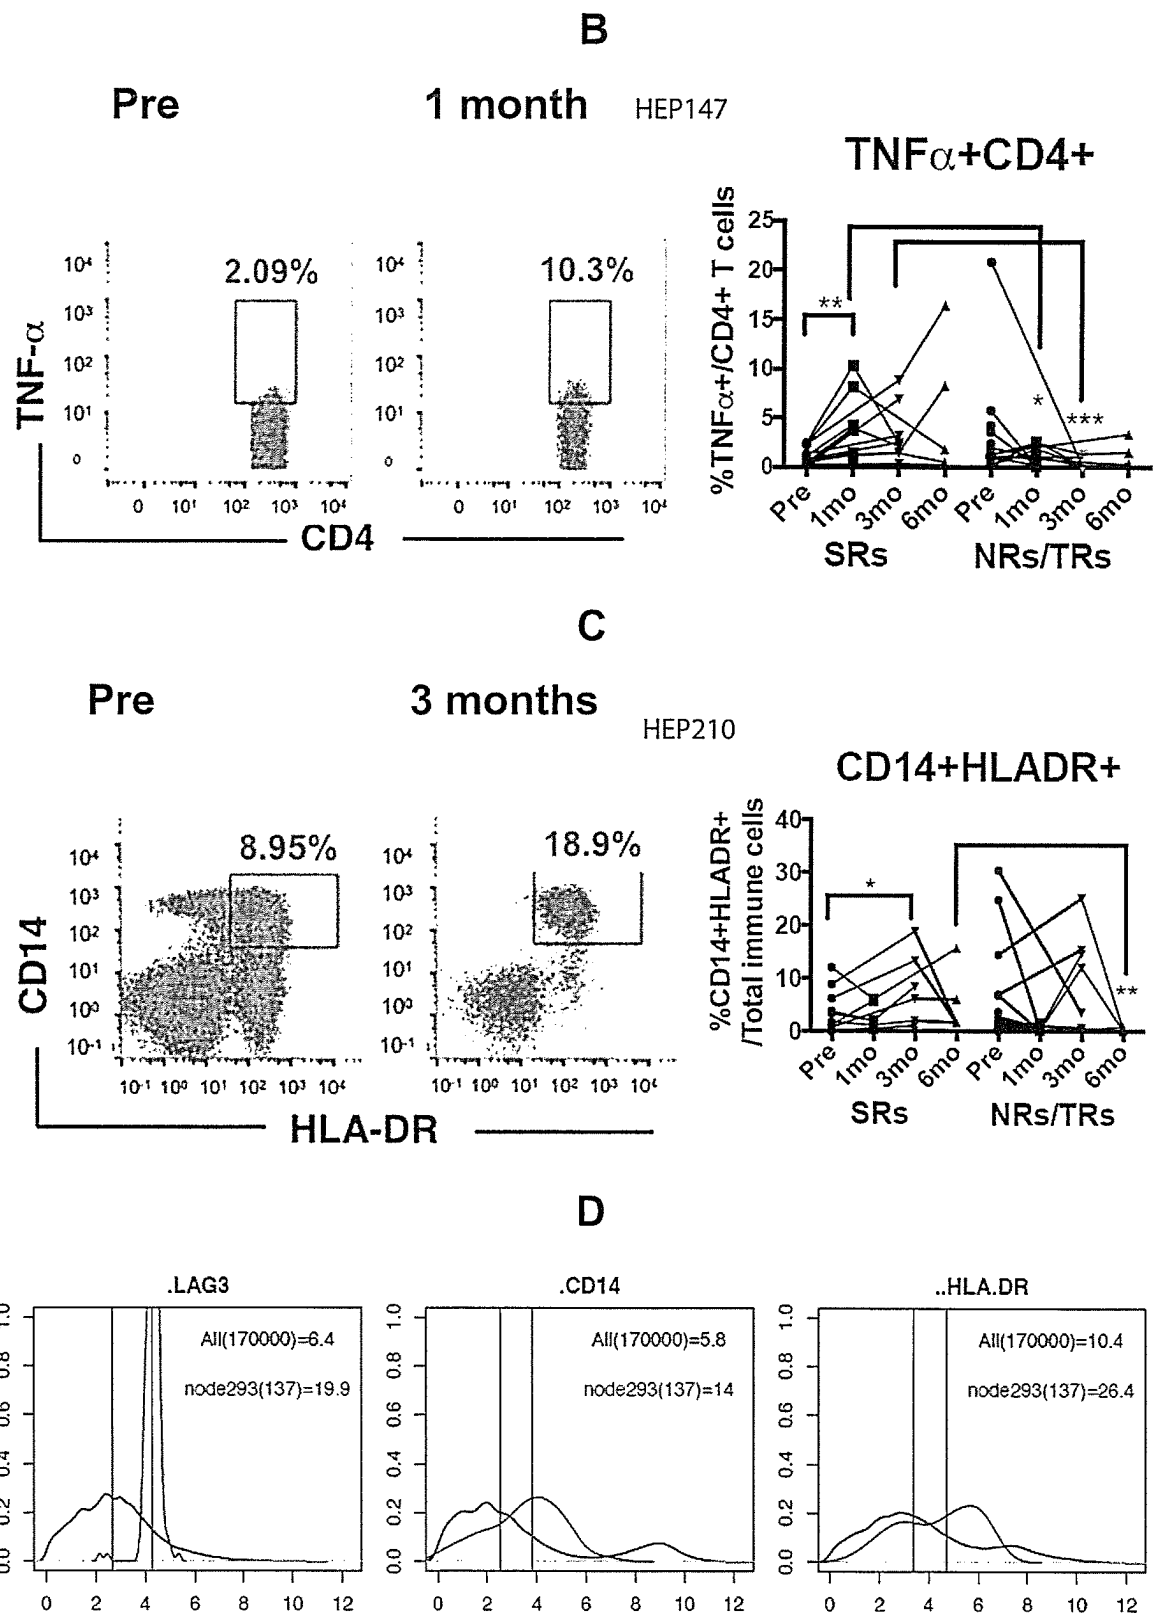 B
Pre
1 month
HEP147
TNFα+CD4+
2.09%
10.3%
10⁴
10³
10²
10¹
0
10⁴
10³
10²
10¹
0
TNF-α
0 10¹ 10² 10³ 10⁴
0 10¹ 10² 10³ 10⁴
CD4
%TNFα+/CD4+ T cells
25
20
15
10
5
0
**
*
***
Pre 1mo 3mo 6mo Pre 1mo 3mo 6mo
SRs NRs/TRs
C
Pre
3 months
HEP210
CD14+HLADR+
8.95%
18.9%
10⁴
10³
10²
10¹
10⁰
10-¹
10⁴
10³
10²
10¹
10⁰
10-¹
CD14
10-¹ 10⁰ 10¹ 10² 10³ 10⁴
10-¹ 10⁰ 10¹ 10² 10³ 10⁴
HLA-DR
%CD14+HLADR+
/Total immune cells
40
30
20
10
0
*
**
Pre 1mo 3mo 6mo Pre 1mo 3mo 6mo
SRs NRs/TRs
D
.LAG3
All(170000)=6.4
node293(137)=19.9
1.0
0.8
0.6
0.4
0.2
0.0
0 2 4 6 8 10 12
.CD14
All(170000)=5.8
node293(137)=14
1.0
0.8
0.6
0.4
0.2
0.0
0 2 4 6 8 10 12
..HLA.DR
All(170000)=10.4
node293(137)=26.4
1.0
0.8
0.6
0.4
0.2
0.0
0 2 4 6 8 10 12